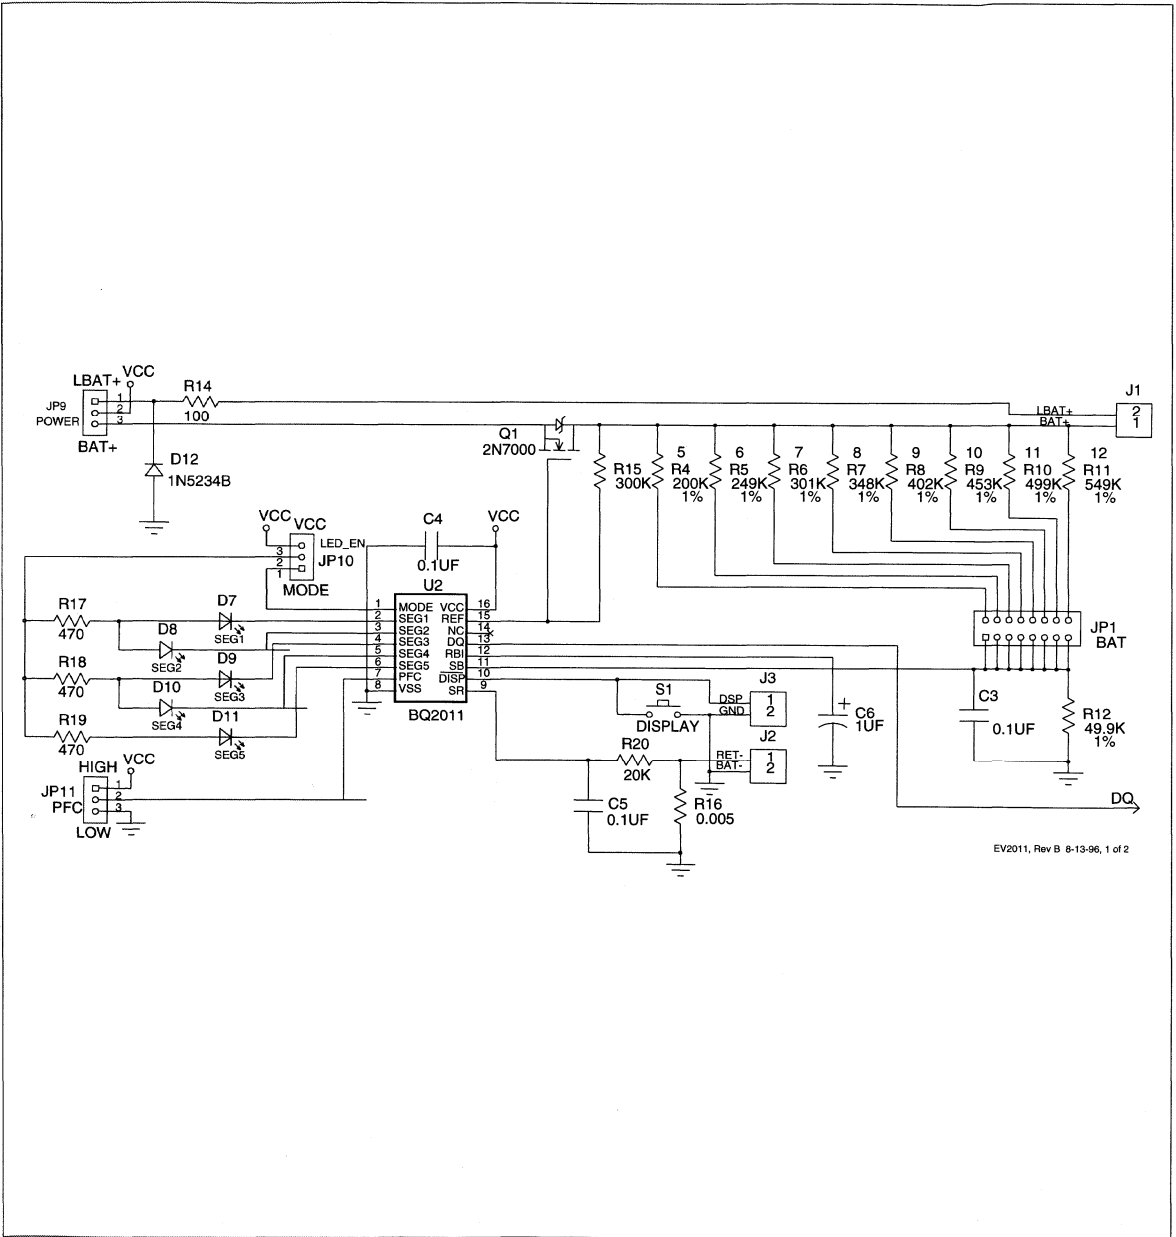 LBAT+ VCC
JP9
POWER
1
2
3
BAT+
R14
100
D12
1N5234B
Q1
2N7000
J1
LBAT+
BAT+
2
1
R15
300K
5
R4
200K
1%
6
R5
249K
1%
7
R6
301K
1%
8
R7
348K
1%
9
R8
402K
1%
10
R9
453K
1%
11
R10
499K
1%
12
R11
549K
1%
VCC VCC
LED_EN
3
2
1
JP10
MODE
C4
0.1UF
VCC
U2
1 MODE VCC 16
2 SEG1 REF 15
3 SEG2 NC 14
4 SEG3 DQ 13
5 SEG4 RBI 12
6 SEG5 SB 11
7 PFC DISP 10
8 VSS SR 9
BQ2011
R17
470
D7
SEG1
D8
SEG2
R18
470
D9
SEG3
D10
SEG4
R19
470
D11
SEG5
HIGH VCC
JP11
PFC
1
2
3
LOW
S1
DISPLAY
J3
DSP 1
GND 2
J2
RET- 1
BAT- 2
R20
20K
C5
0.1UF
R16
0.005
C6
1UF
+
JP1
BAT
C3
0.1UF
R12
49.9K
1%
DQ
EV2011, Rev B 8-13-96, 1 of 2